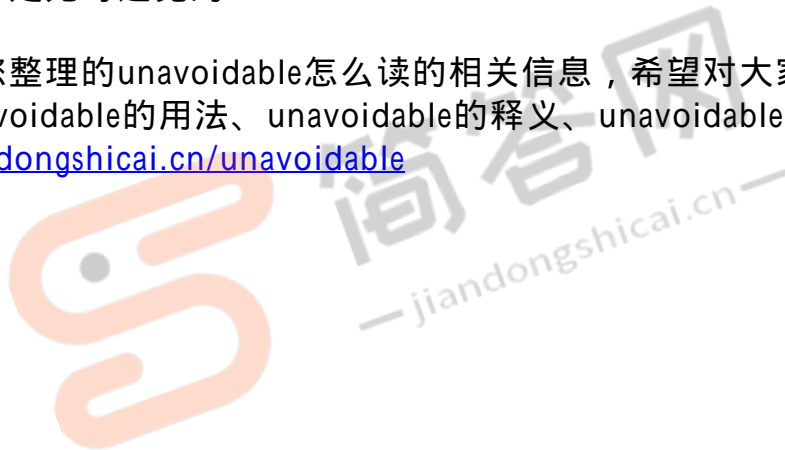 整理的unavoidable怎么读的相关信息，希望对大
voidable的用法、unavoidable的释义、unavoidable
dongshicai.cn/unavoidable
简答网
jiandongshicai.cn